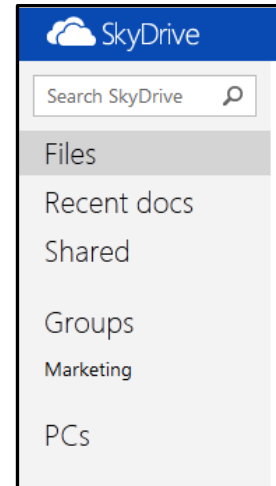 SkyDrive
Search SkyDrive
Files
Recent docs
Shared
Groups
Marketing
PCs